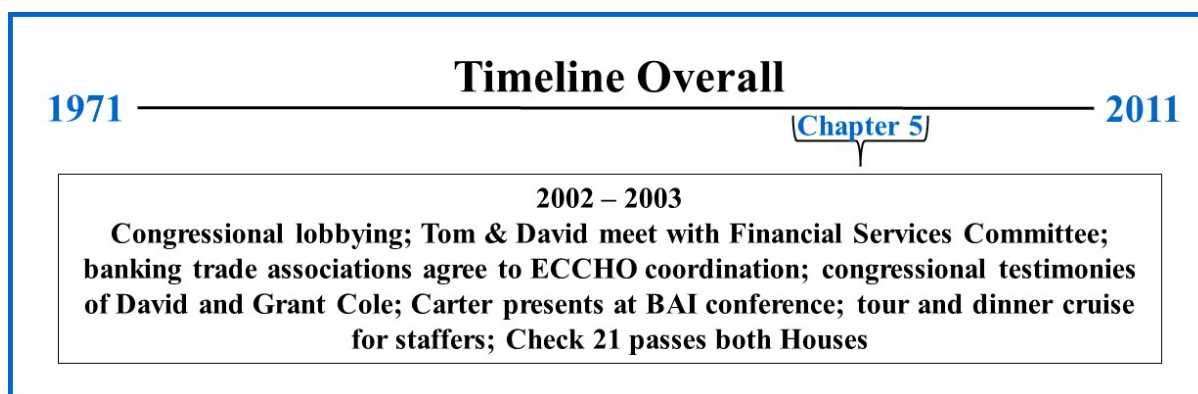 Timeline Overall
1971
2011
Chapter 5
2002 – 2003
Congressional lobbying; Tom & David meet with Financial Services Committee;
banking trade associations agree to ECCHO coordination; congressional testimonies
of David and Grant Cole; Carter presents at BAI conference; tour and dinner cruise
for staffers; Check 21 passes both Houses